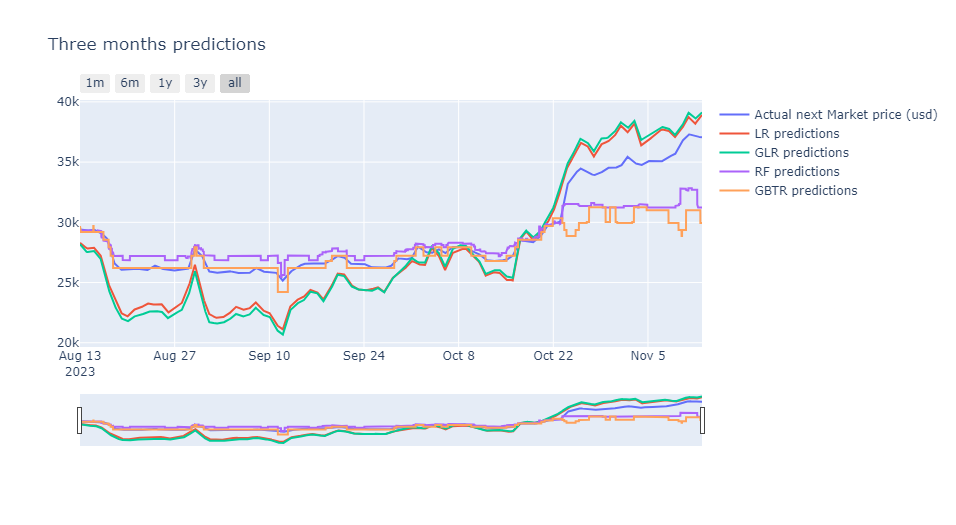 Three months predictions
1m 6m 1y 3y all
40k
35k
30k
25k
20k
Aug 13 Aug 27 Sep 10 Sep 24 Oct 8 Oct 22 Nov 5
2023
Actual next Market price (usd)
LR predictions
GLR predictions
RF predictions
GBTR predictions